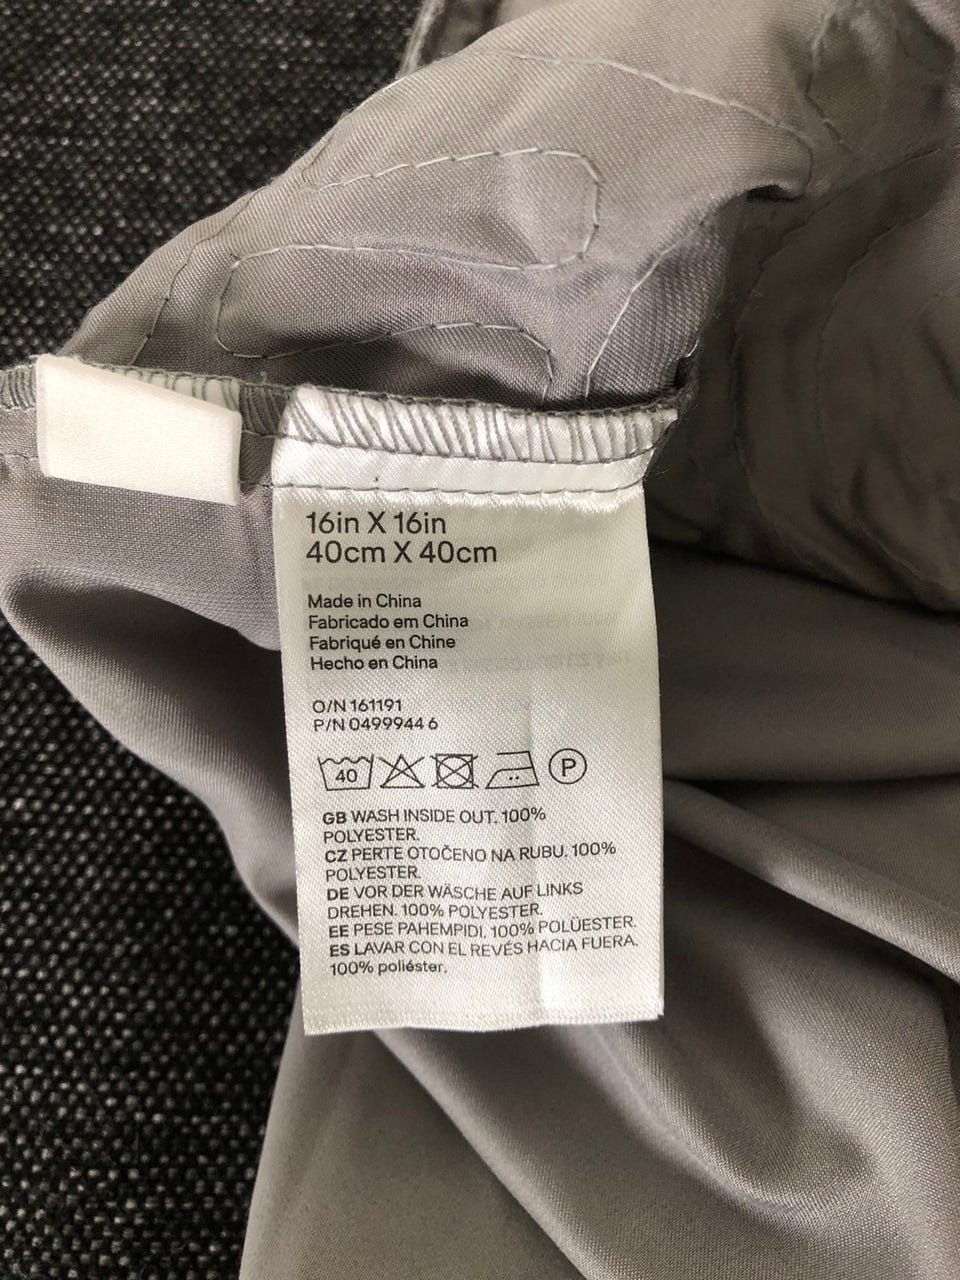 16in X 16in
40cm X 40cm
Made in China
Fabricado em China
Fabriqué en Chine
Hecho en China
O/N 161191
P/N 0499944 6
40 P
GB WASH INSIDE OUT. 100%
POLYESTER.
CZ PERTE OTOČENO NA RUBU. 100%
POLYESTER.
DE VOR DER WÄSCHE AUF LINKS
DREHEN. 100% POLYESTER.
EE PESE PAHEMPIDI. 100% POLÜESTER.
ES LAVAR CON EL REVÉS HACIA FUERA.
100% poliéster.